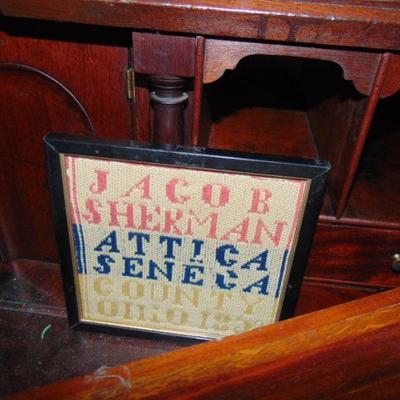 JACOB
SHERMAN
ATTICA
SENECA
COUNTY
OHIO